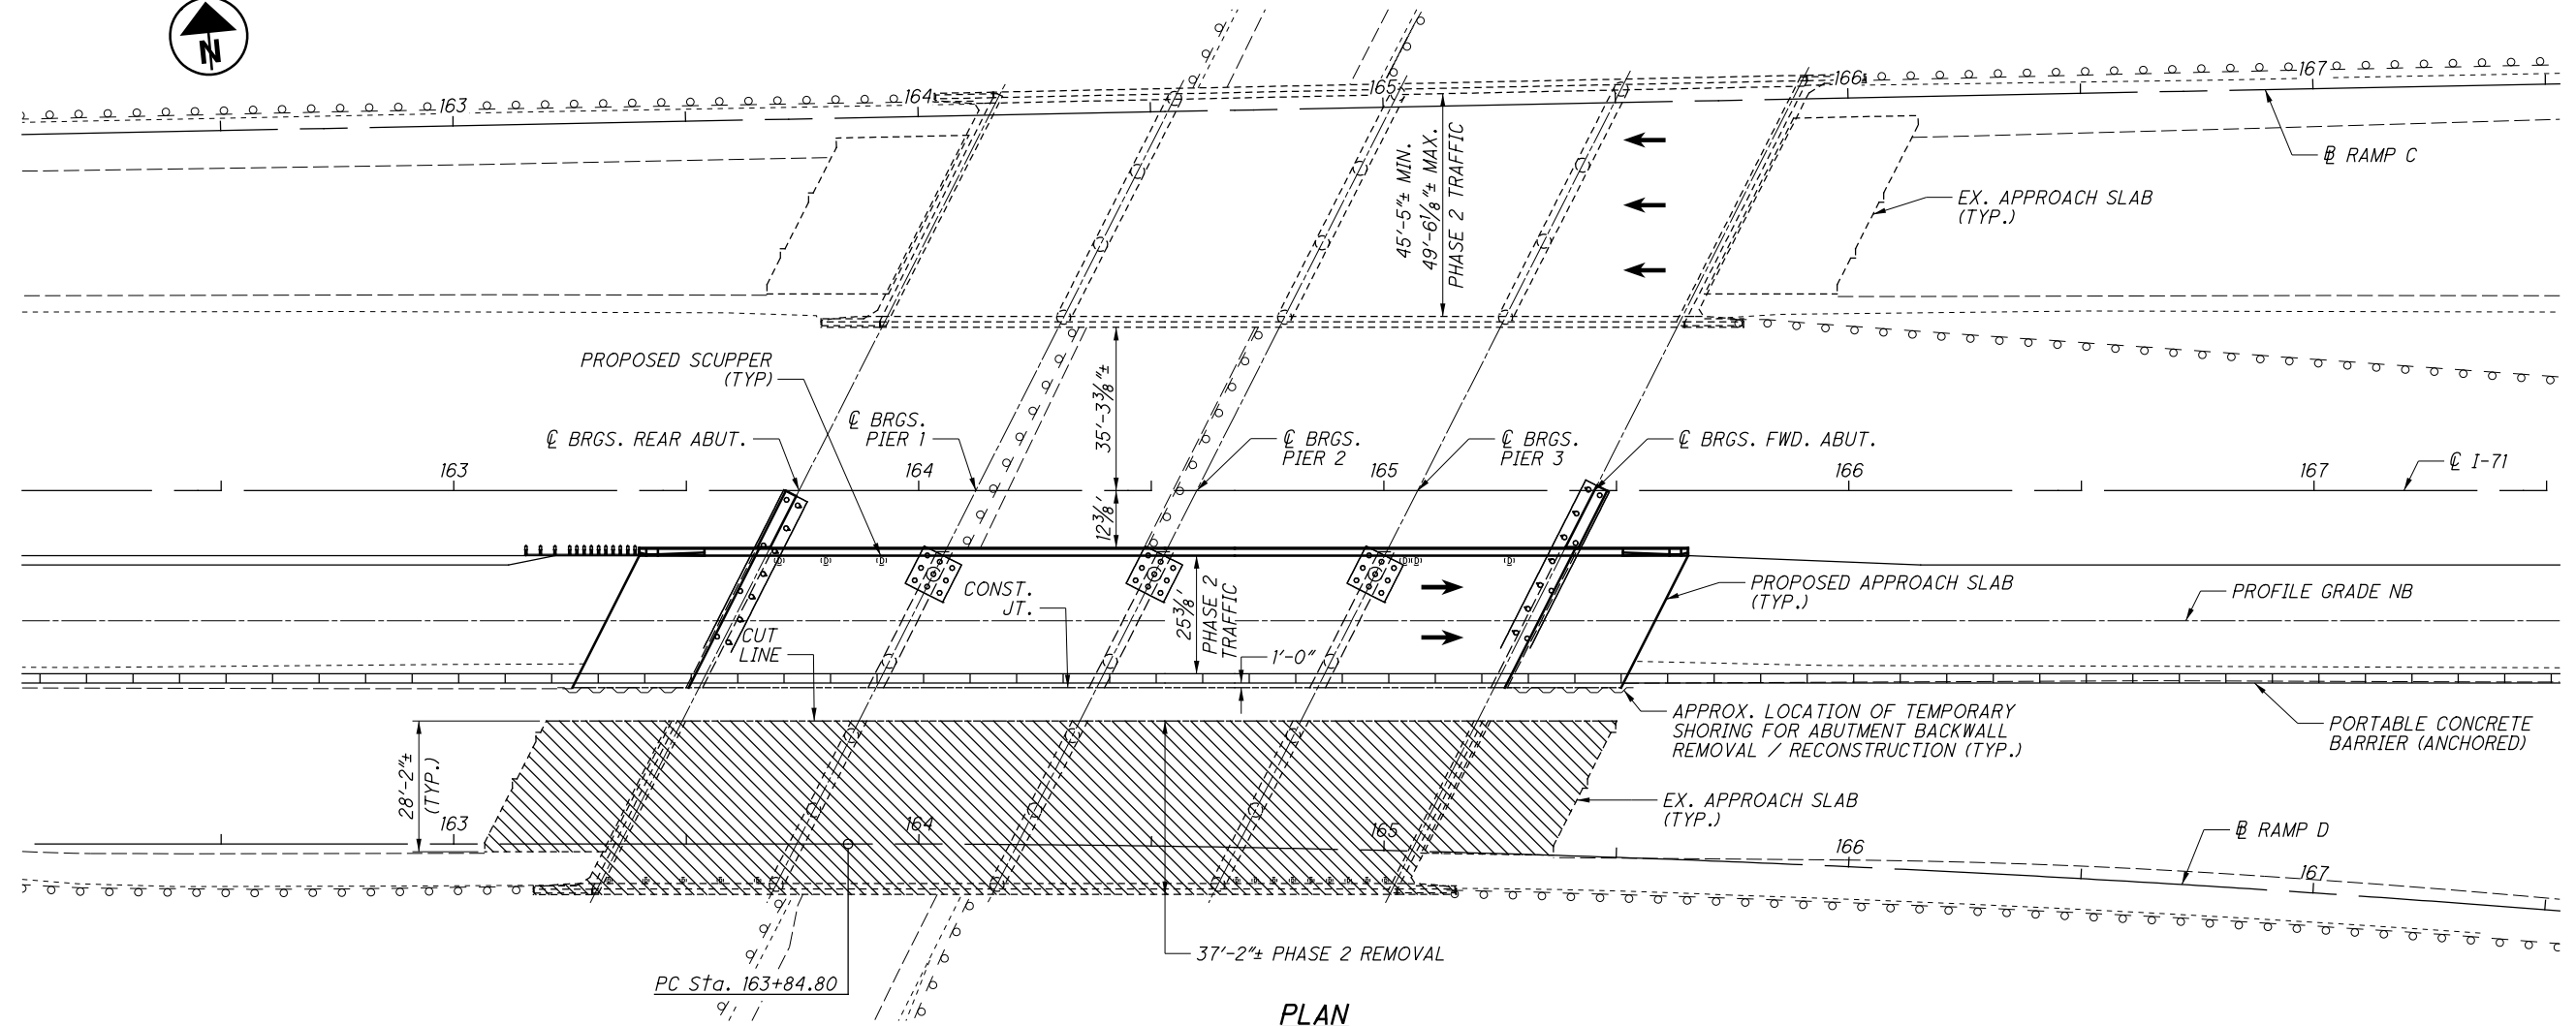 N
163
164
165
166
167
℄ RAMP C
EX. APPROACH SLAB
(TYP.)
45'-5"± MIN.
49'-6⅛"± MAX.
PHASE 2 TRAFFIC
PROPOSED SCUPPER
(TYP)
℄ BRGS. REAR ABUT.
℄ BRGS.
PIER 1
35'-3⅜"±
℄ BRGS.
PIER 2
℄ BRGS.
PIER 3
℄ BRGS. FWD. ABUT.
163
164
165
166
167
℄ I-71
12⅜'
CONST.
JT.
25⅜'
PHASE 2
TRAFFIC
PROPOSED APPROACH SLAB
(TYP.)
PROFILE GRADE NB
CUT
LINE
1'-0"
APPROX. LOCATION OF TEMPORARY
SHORING FOR ABUTMENT BACKWALL
REMOVAL / RECONSTRUCTION (TYP.)
PORTABLE CONCRETE
BARRIER (ANCHORED)
28'-2"±
(TYP.)
EX. APPROACH SLAB
(TYP.)
163
164
165
166
167
℄ RAMP D
37'-2"± PHASE 2 REMOVAL
PC Sta. 163+84.80
PLAN